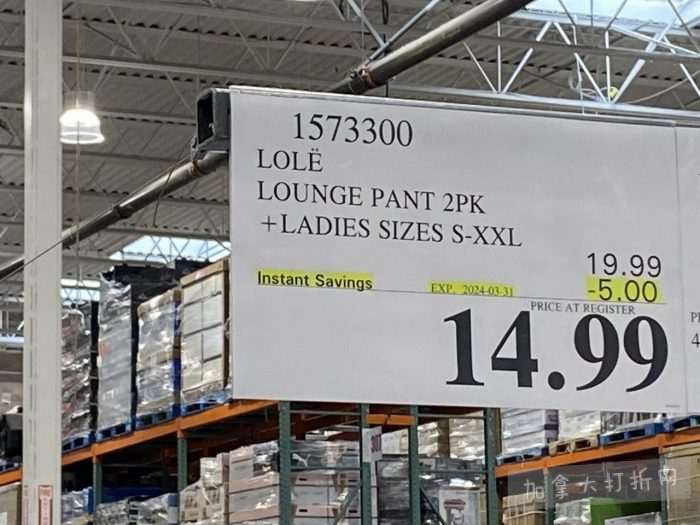 1573300
LOLË
LOUNGE PANT 2PK
+LADIES SIZES S-XXL
19.99
Instant Savings EXP. 2024-03-31 -5.00
PRICE AT REGISTER
14.99
加拿大打折网